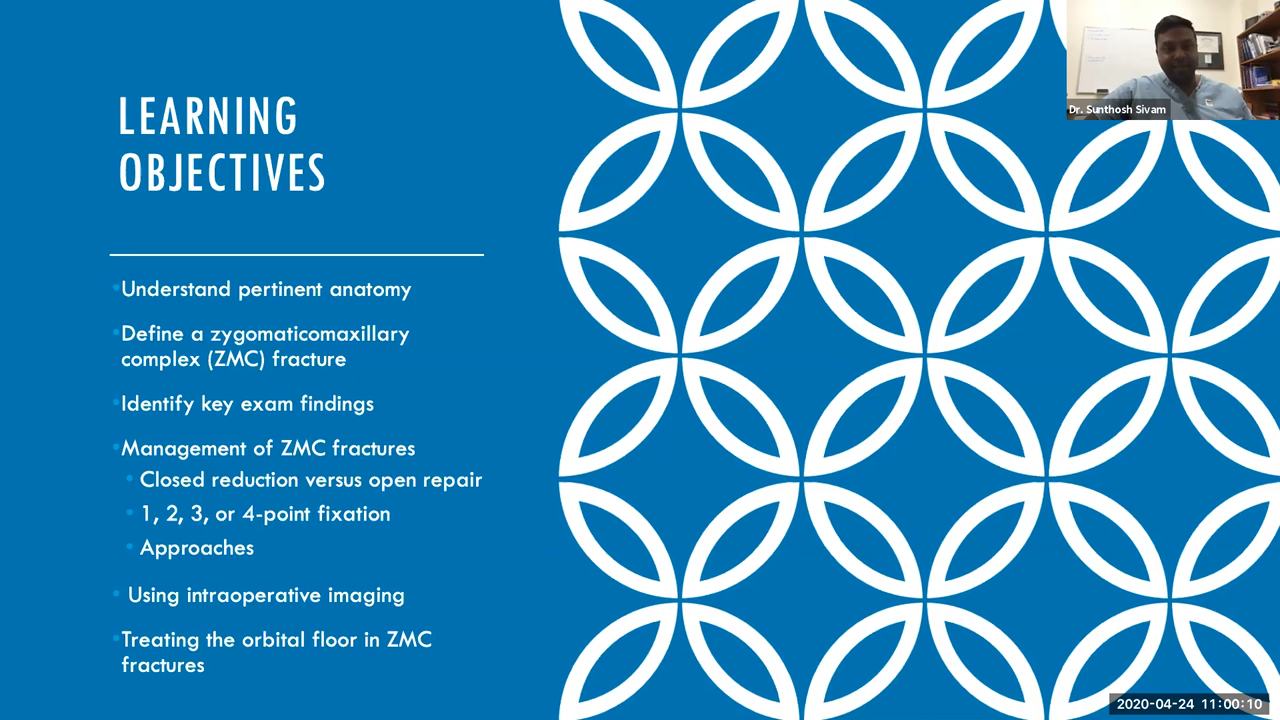 LEARNING
OBJECTIVES
•Understand pertinent anatomy
•Define a zygomaticomaxillary
complex (ZMC) fracture
•Identify key exam findings
•Management of ZMC fractures
• Closed reduction versus open repair
• 1, 2, 3, or 4-point fixation
• Approaches
• Using intraoperative imaging
•Treating the orbital floor in ZMC
fractures
Dr. Sunthosh Sivam
2020-04-24 11:00:10